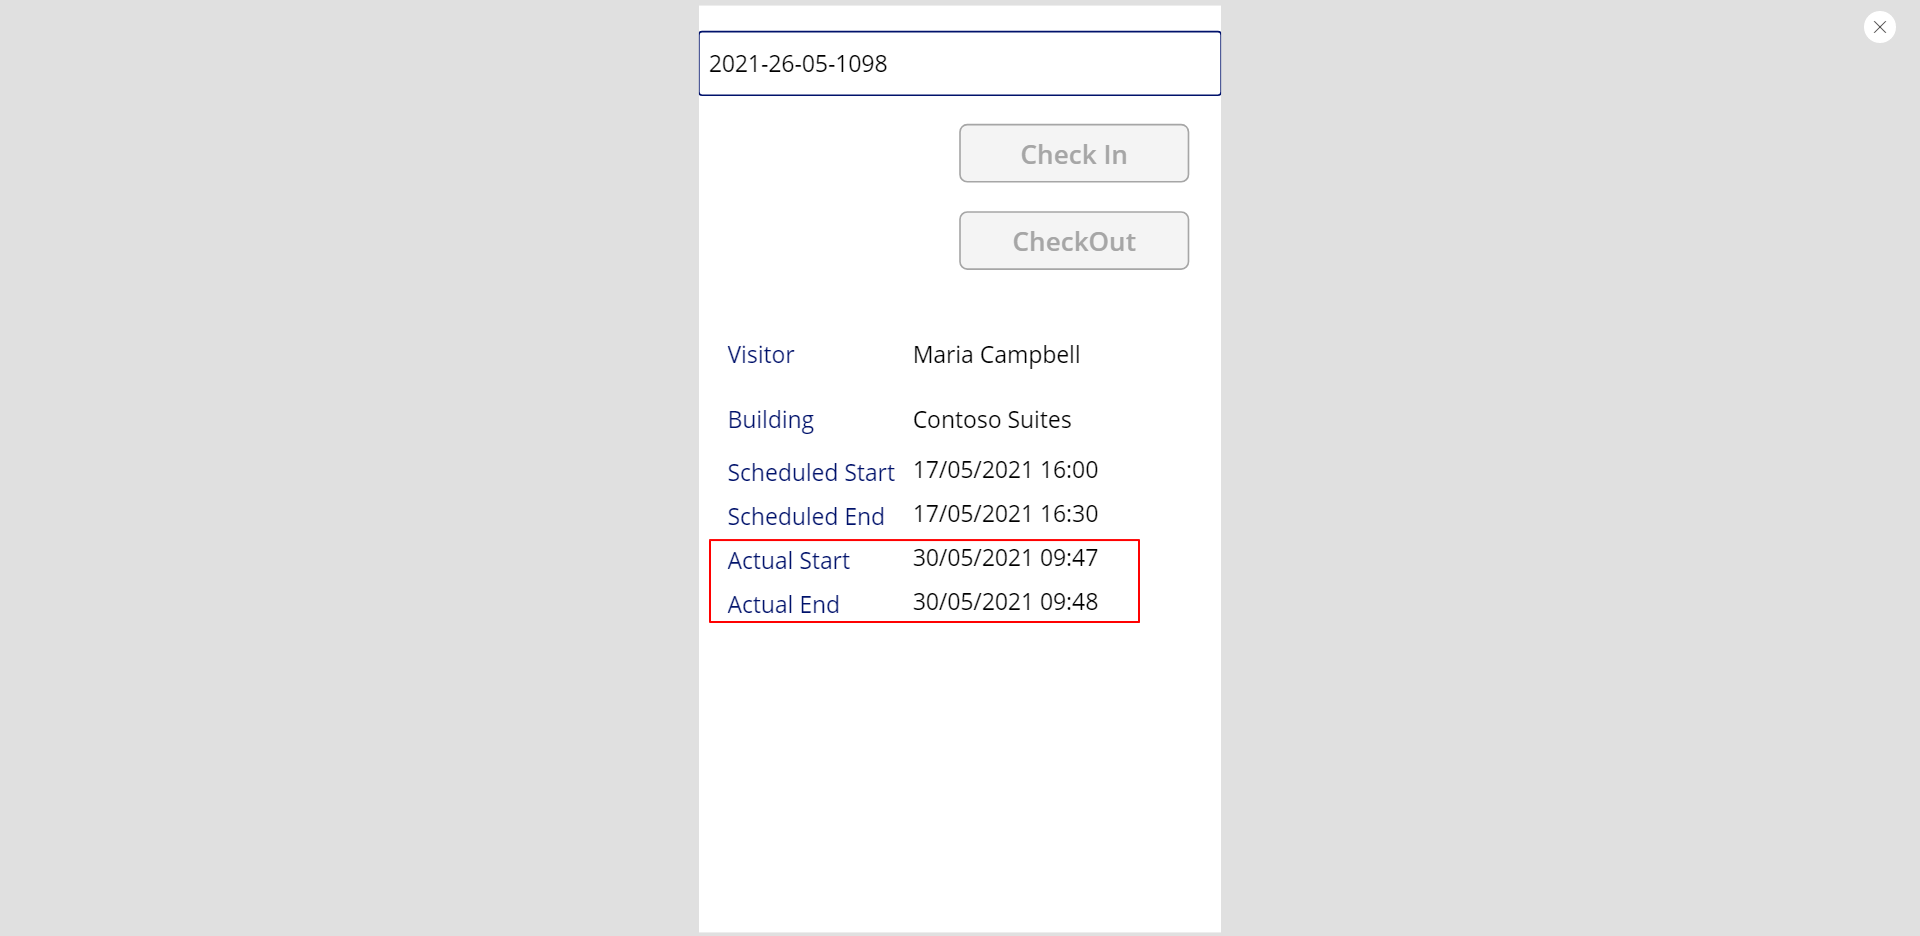 2021-26-05-1098
Check In
CheckOut
Visitor Maria Campbell
Building Contoso Suites
Scheduled Start 17/05/2021 16:00
Scheduled End 17/05/2021 16:30
Actual Start 30/05/2021 09:47
Actual End 30/05/2021 09:48